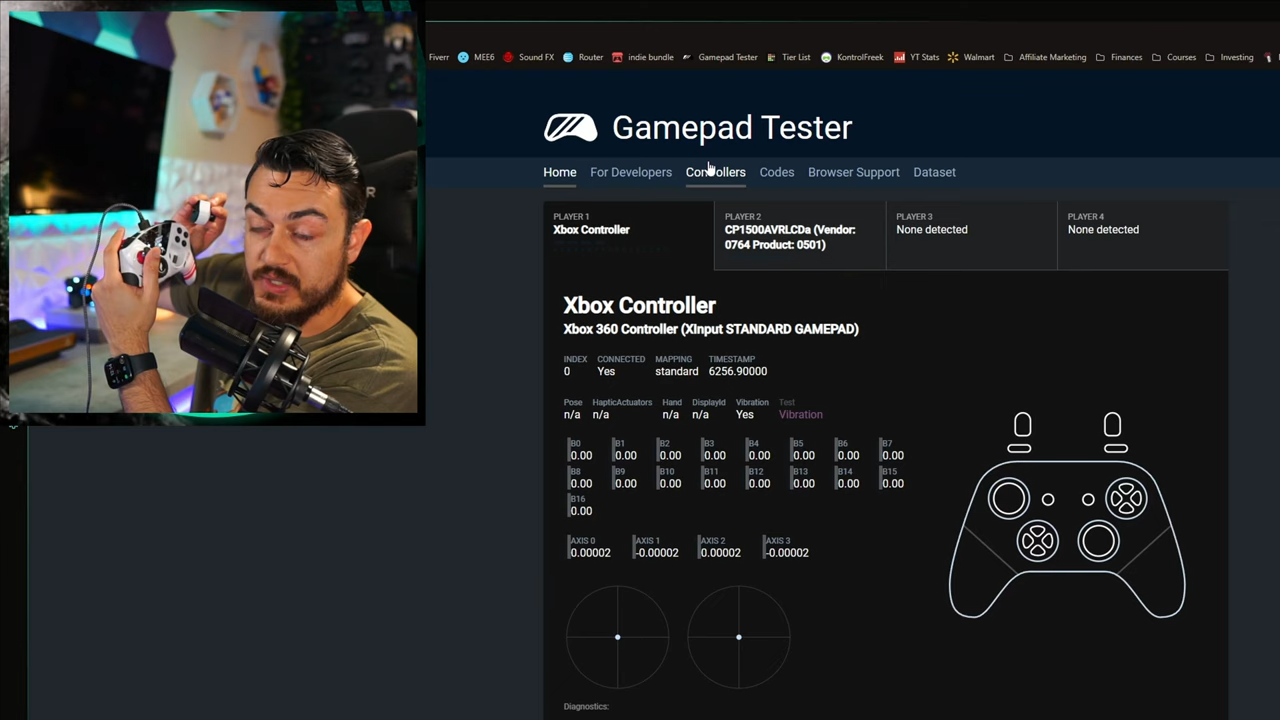 Fiverr MEE6 Sound FX Router indie bundle Gamepad Tester Tier List KontrolFreek YT Stats Walmart Affiliate Marketing Finances Courses Investing
Gamepad Tester
Home For Developers Controllers Codes Browser Support Dataset
PLAYER 1 PLAYER 2 PLAYER 3 PLAYER 4
Xbox Controller CP1500AVRLCDa (Vendor: None detected None detected
0764 Product: 0501)
Xbox Controller
Xbox 360 Controller (XInput STANDARD GAMEPAD)
INDEX CONNECTED MAPPING TIMESTAMP
0 Yes standard 6256.90000
Pose HapticActuators Hand DisplayId Vibration Test
n/a n/a n/a n/a Yes Vibration
B0 B1 B2 B3 B4 B5 B6 B7
0.00 0.00 0.00 0.00 0.00 0.00 0.00 0.00
B8 B9 B10 B11 B12 B13 B14 B15
0.00 0.00 0.00 0.00 0.00 0.00 0.00 0.00
B16
0.00
AXIS 0 AXIS 1 AXIS 2 AXIS 3
0.00002 -0.00002 0.00002 -0.00002
Diagnostics: